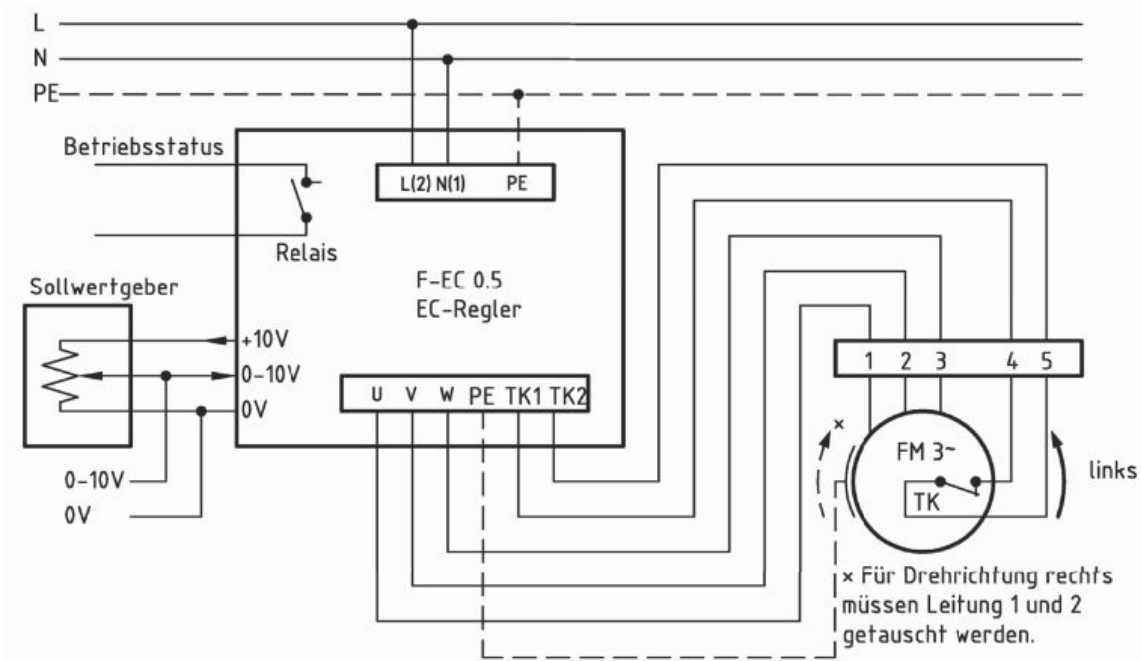 L
N
PE
Betriebsstatus
L(2) N(1) PE
Relais
F-EC 0.5
EC-Regler
Sollwertgeber
+10V
0-10V
0V
U V W PE TK1 TK2
0-10V
0V
1 2 3 4 5
×
FM 3~
TK
links
× Für Drehrichtung rechts
müssen Leitung 1 und 2
getauscht werden.